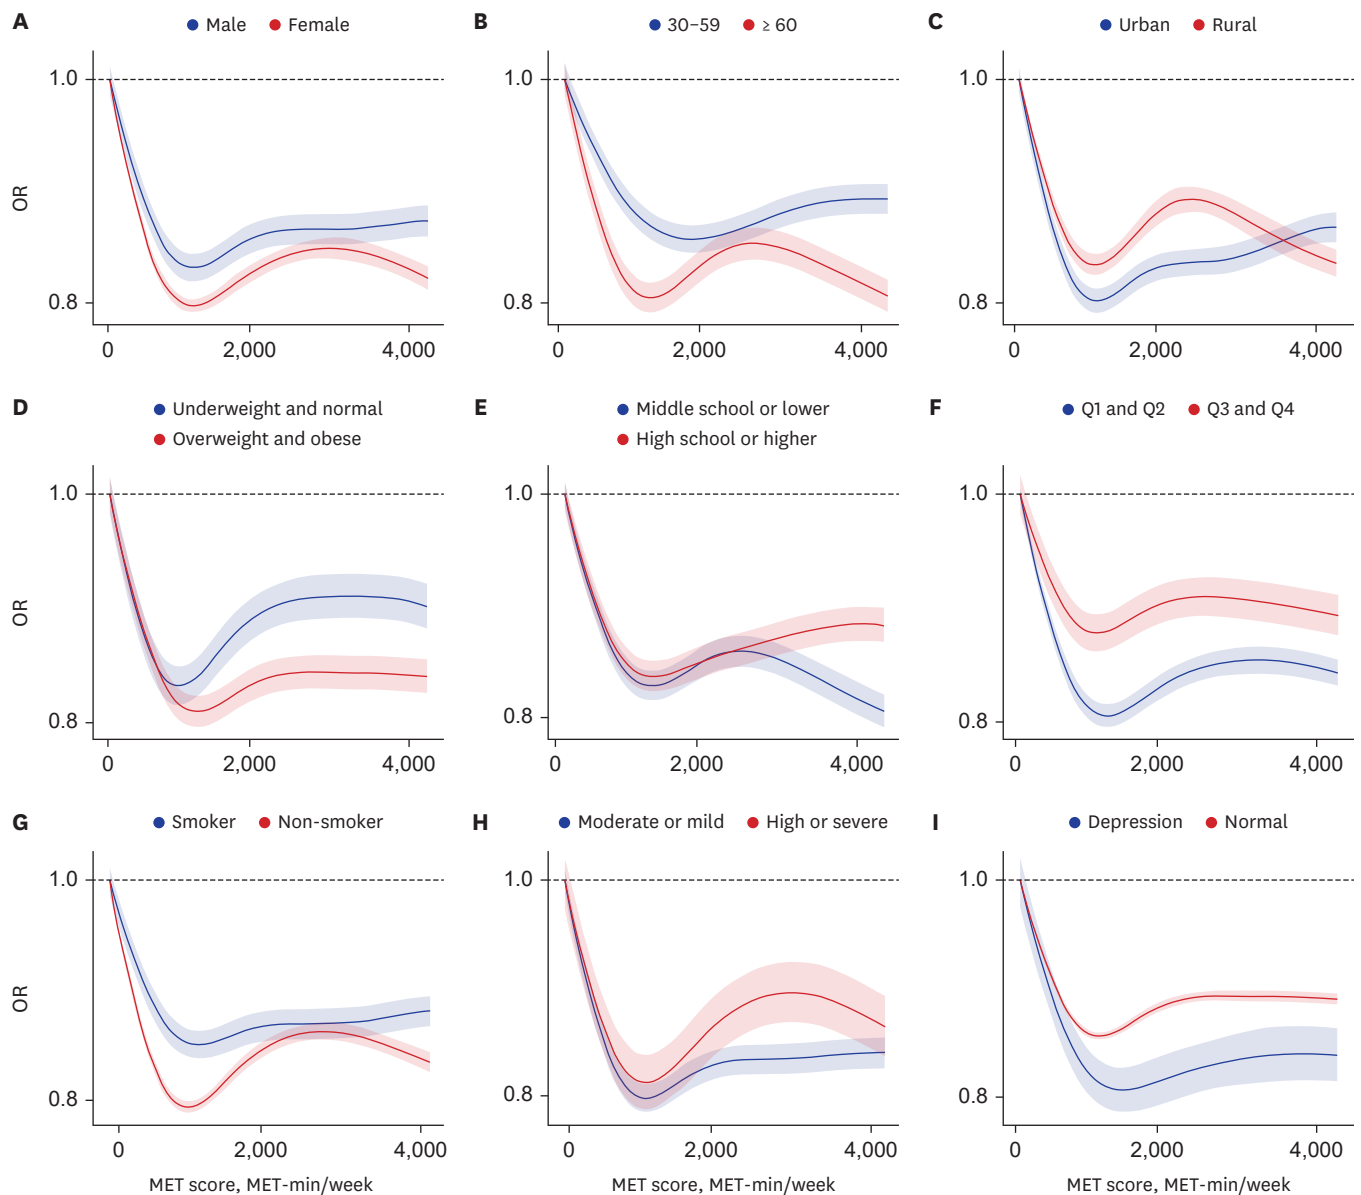 A
Male Female
B
30–59 ≥ 60
C
Urban Rural
OR
1.0
0.8
0 2,000 4,000
1.0
0.8
0 2,000 4,000
1.0
0.8
0 2,000 4,000
D
Underweight and normal
Overweight and obese
E
Middle school or lower
High school or higher
F
Q1 and Q2 Q3 and Q4
OR
1.0
0.8
0 2,000 4,000
1.0
0.8
0 2,000 4,000
1.0
0.8
0 2,000 4,000
G
Smoker Non-smoker
H
Moderate or mild High or severe
I
Depression Normal
OR
1.0
0.8
0 2,000 4,000
MET score, MET-min/week
1.0
0.8
0 2,000 4,000
MET score, MET-min/week
1.0
0.8
0 2,000 4,000
MET score, MET-min/week